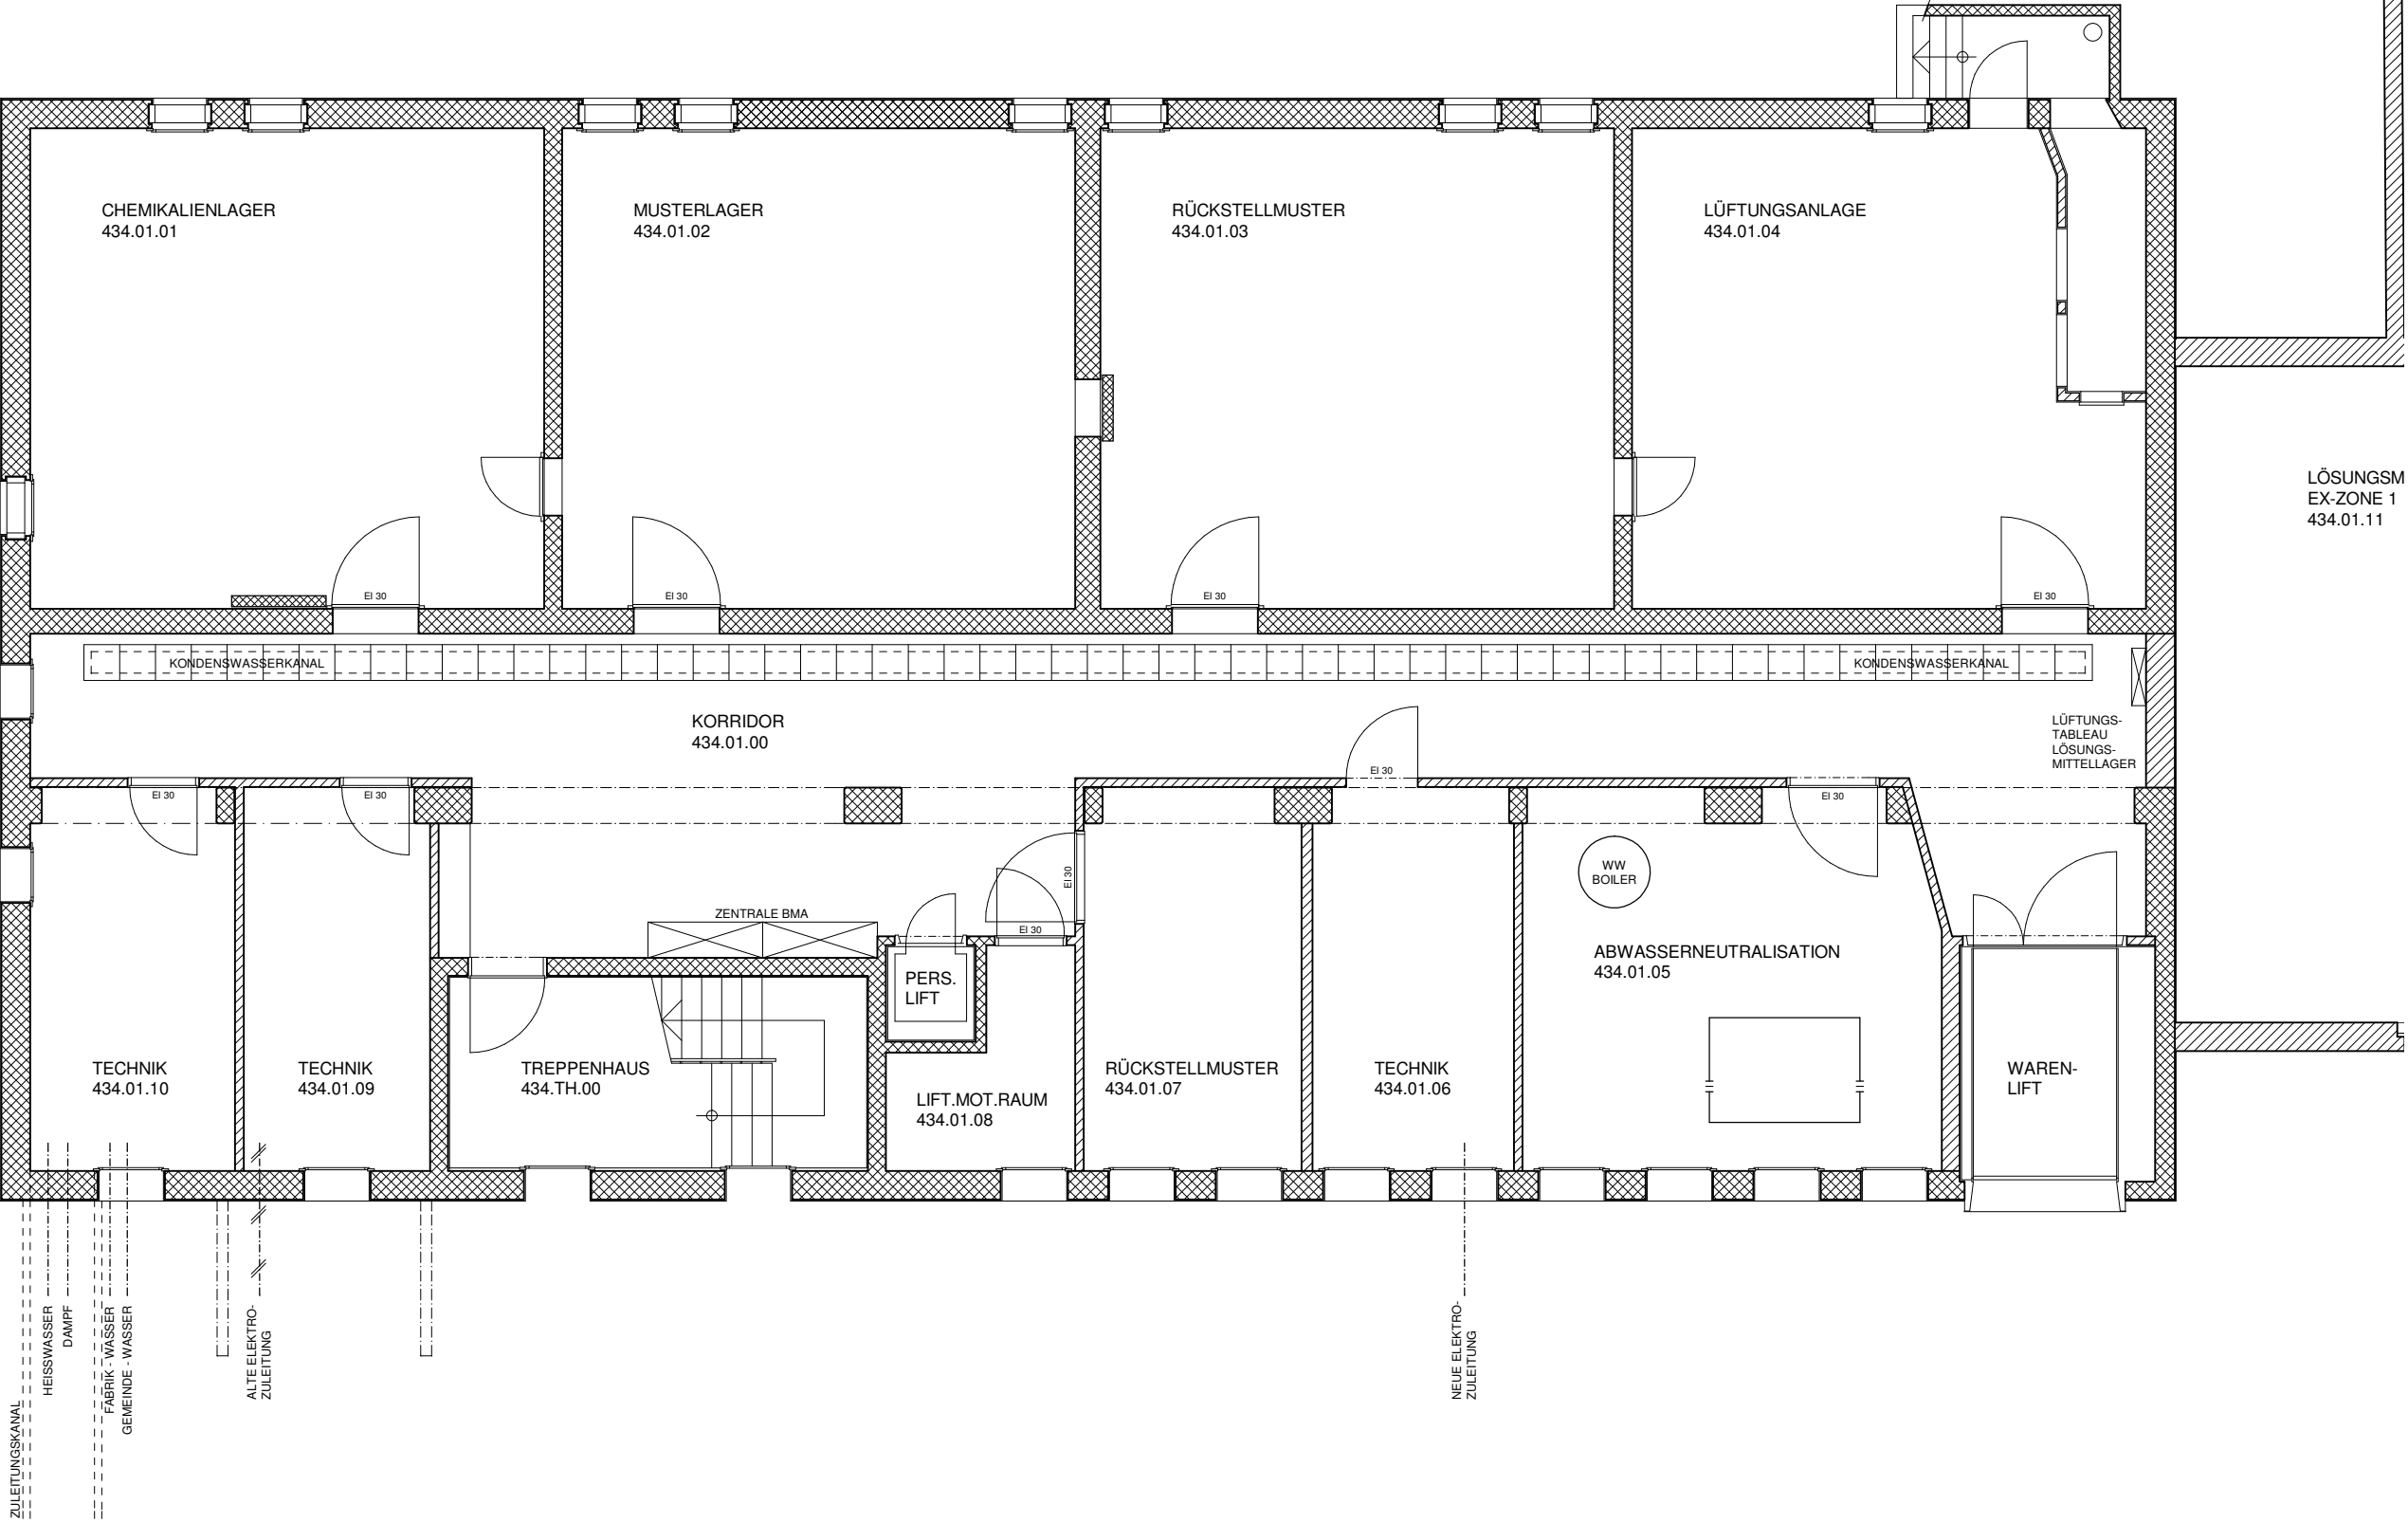 CHEMIKALIENLAGER
434.01.01
MUSTERLAGER
434.01.02
RÜCKSTELLMUSTER
434.01.03
LÜFTUNGSANLAGE
434.01.04
LÖSUNGSM
EX-ZONE 1
434.01.11
EI 30
EI 30
EI 30
EI 30
KONDENSWASSERKANAL
KONDENSWASSERKANAL
KORRIDOR
434.01.00
LÜFTUNGS-
TABLEAU
LÖSUNGS-
MITTELLAGER
EI 30
EI 30
EI 30
EI 30
EI 30
EI 30
WW
BOILER
ZENTRALE BMA
PERS.
LIFT
ABWASSERNEUTRALISATION
434.01.05
TECHNIK
434.01.10
TECHNIK
434.01.09
TREPPENHAUS
434.TH.00
LIFT.MOT.RAUM
434.01.08
RÜCKSTELLMUSTER
434.01.07
TECHNIK
434.01.06
WAREN-
LIFT
ZULEITUNGSKANAL
HEISSWASSER
DAMPF
FABRIK - WASSER
GEMEINDE - WASSER
ALTE ELEKTRO-
ZULEITUNG
NEUE ELEKTRO-
ZULEITUNG